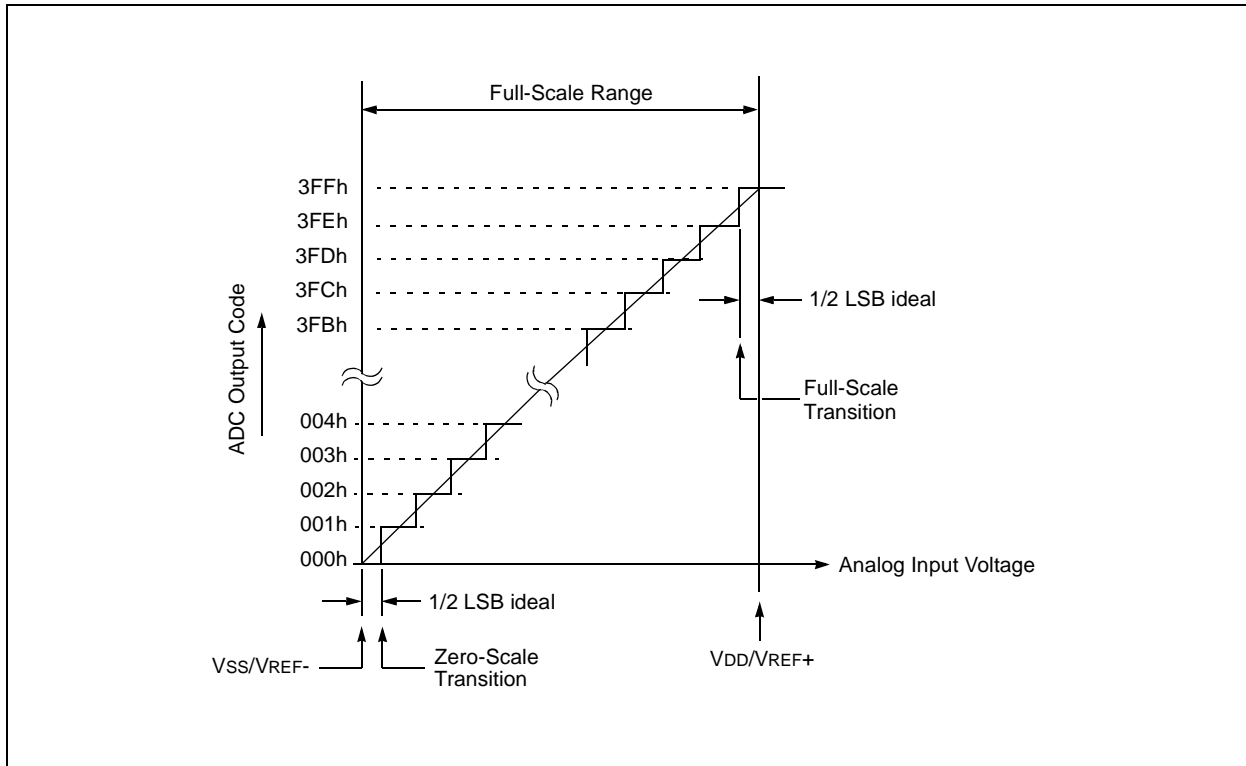 Full-Scale Range
3FFh
3FEh
3FDh
3FCh
3FBh
1/2 LSB ideal
ADC Output Code
Full-Scale
Transition
004h
003h
002h
001h
000h
Analog Input Voltage
1/2 LSB ideal
VSS/VREF-
Zero-Scale
Transition
VDD/VREF+